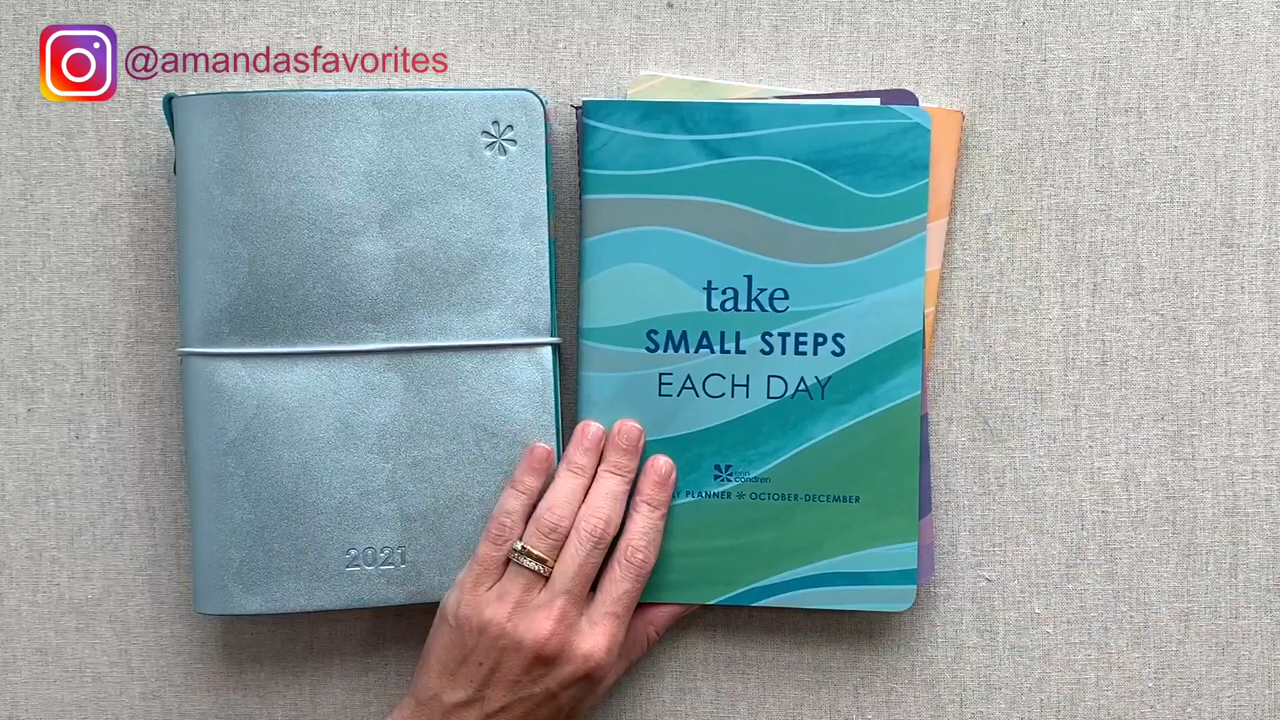 @amandasfavorites
take
SMALL STEPS
EACH DAY
erin
condren
PLANNER * OCTOBER-DECEMBER
2021